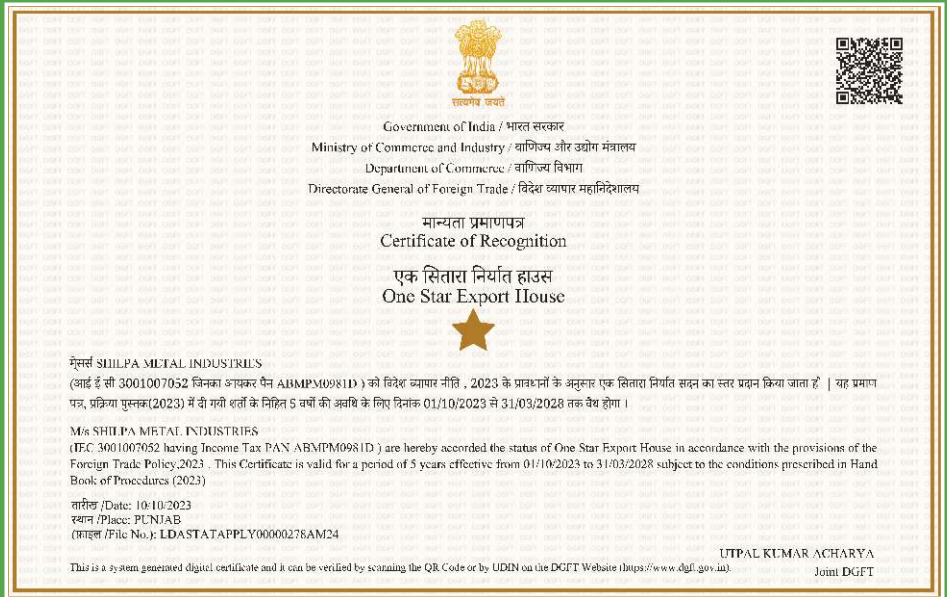 सत्यमेव जयते
Government of India / भारत सरकार
Ministry of Commerce and Industry / वाणिज्य और उद्योग मंत्रालय
Department of Commerce / वाणिज्य विभाग
Directorate General of Foreign Trade / विदेश व्यापार महानिदेशालय
मान्यता प्रमाणपत्र
Certificate of Recognition
एक सितारा निर्यात हाउस
One Star Export House
मेसर्स SHILPA METAL INDUSTRIES
(आई ई सी 3001007052 जिनका आयकर पैन ABMPM0981D ) को विदेश व्यापार नीति , 2023 के प्रावधानों के अनुसार एक सितारा निर्यात सदन का स्तर प्रदान किया जाता है | यह प्रमाण
पत्र, प्रक्रिया पुस्तक(2023) में दी गयी शर्तो के निहित 5 वर्षो की अवधि के लिए दिनांक 01/10/2023 से 31/03/2028 तक वैध होगा ।
M/s SHILPA METAL INDUSTRIES
(IEC 3001007052 having Income Tax PAN ABMPM0981D ) are hereby accorded the status of One Star Export House in accordance with the provisions of the
Foreign Trade Policy,2023 . This Certificate is valid for a period of 5 years effective from 01/10/2023 to 31/03/2028 subject to the conditions prescribed in Hand
Book of Procedures (2023)
तारीख /Date: 10/10/2023
स्थान /Place: PUNJAB
(फ़ाइल /File No.): LDASTATAPPLY00000278AM24
UTPAL KUMAR ACHARYA
This is a system generated digital certificate and it can be verified by scanning the QR Code or by UDIN on the DGFT Website (https://www.dgft.gov.in).
Joint DGFT